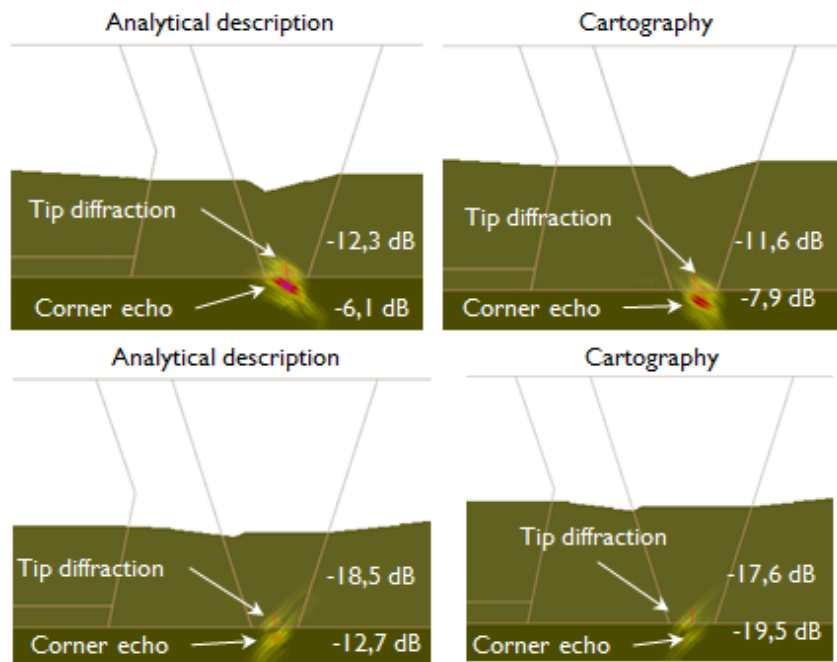 Analytical description
Cartography
Tip diffraction
-12,3 dB
Corner echo
-6,1 dB
Tip diffraction
-11,6 dB
Corner echo
-7,9 dB
Analytical description
Cartography
Tip diffraction
-18,5 dB
Corner echo
-12,7 dB
Tip diffraction
-17,6 dB
Corner echo
-19,5 dB